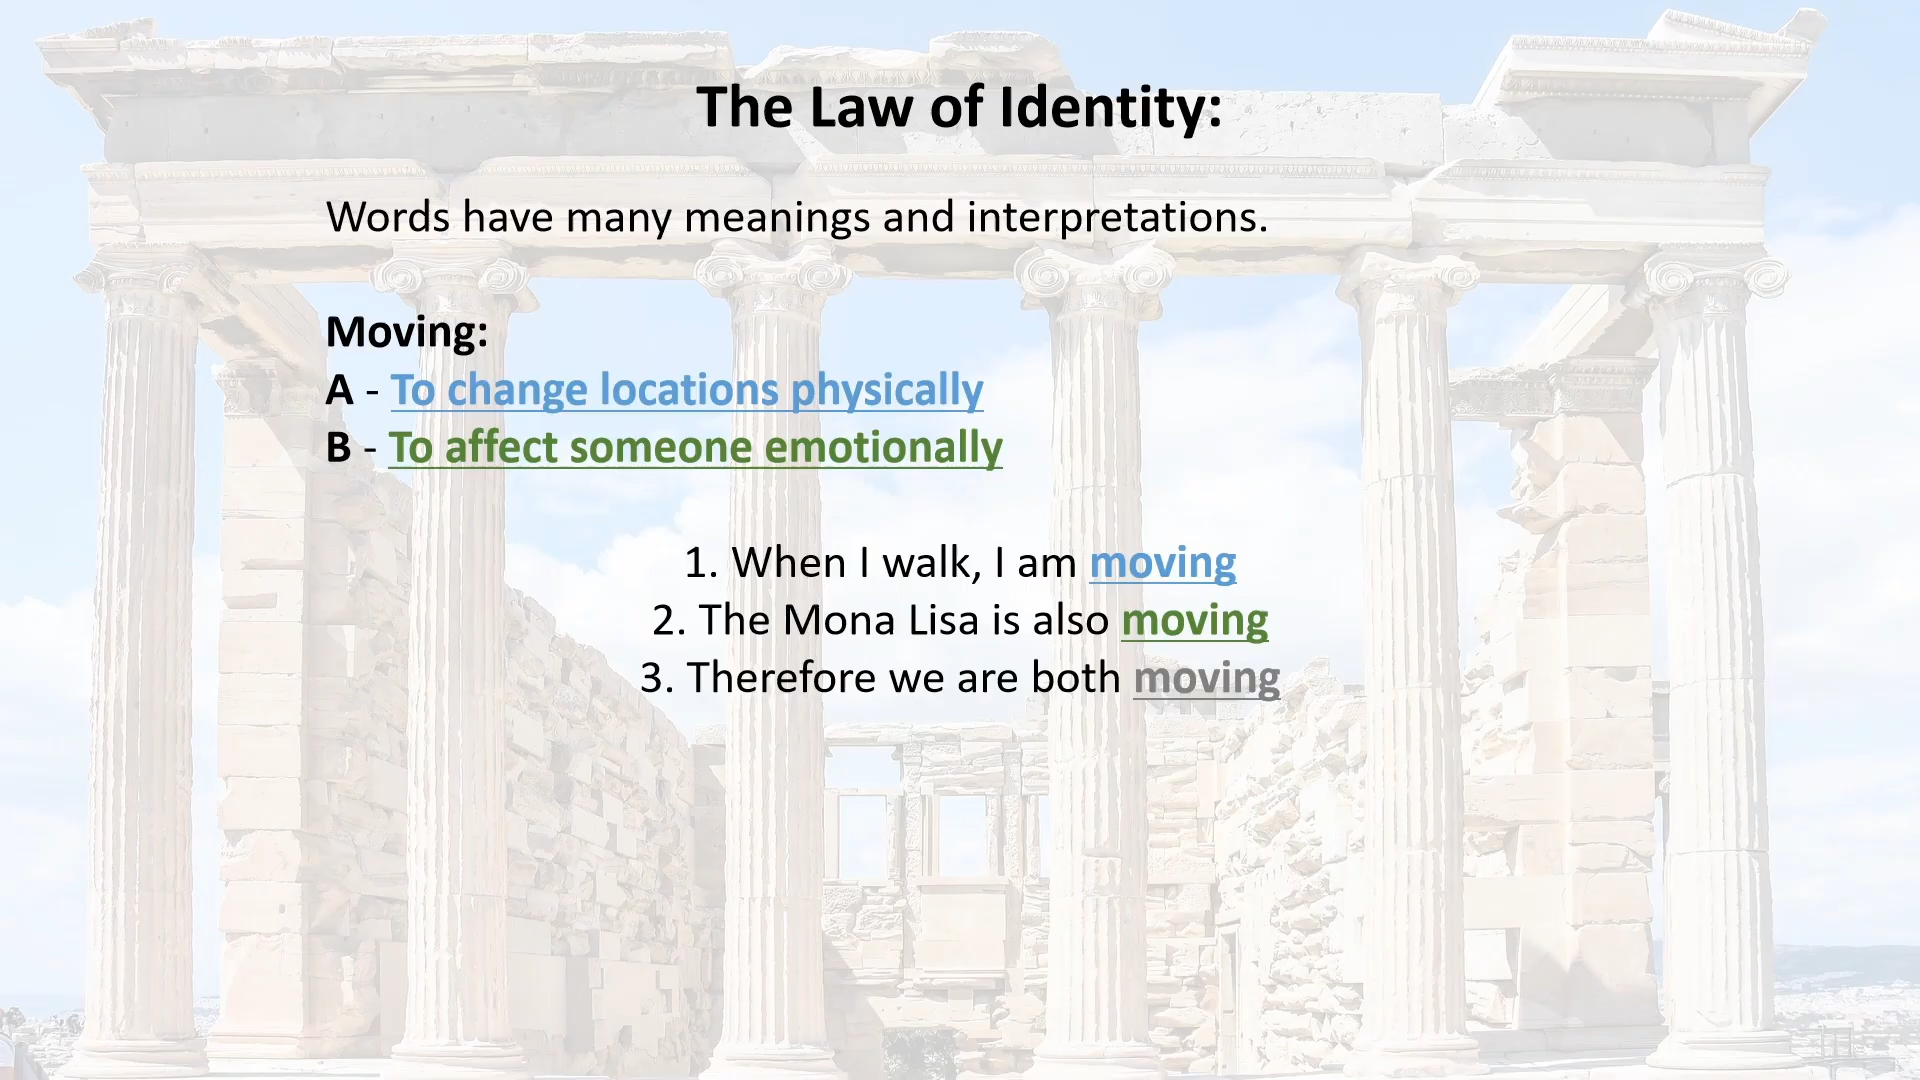 The Law of Identity:
Words have many meanings and interpretations.
Moving:
A - To change locations physically
B - To affect someone emotionally
1. When I walk, I am moving
2. The Mona Lisa is also moving
3. Therefore we are both moving